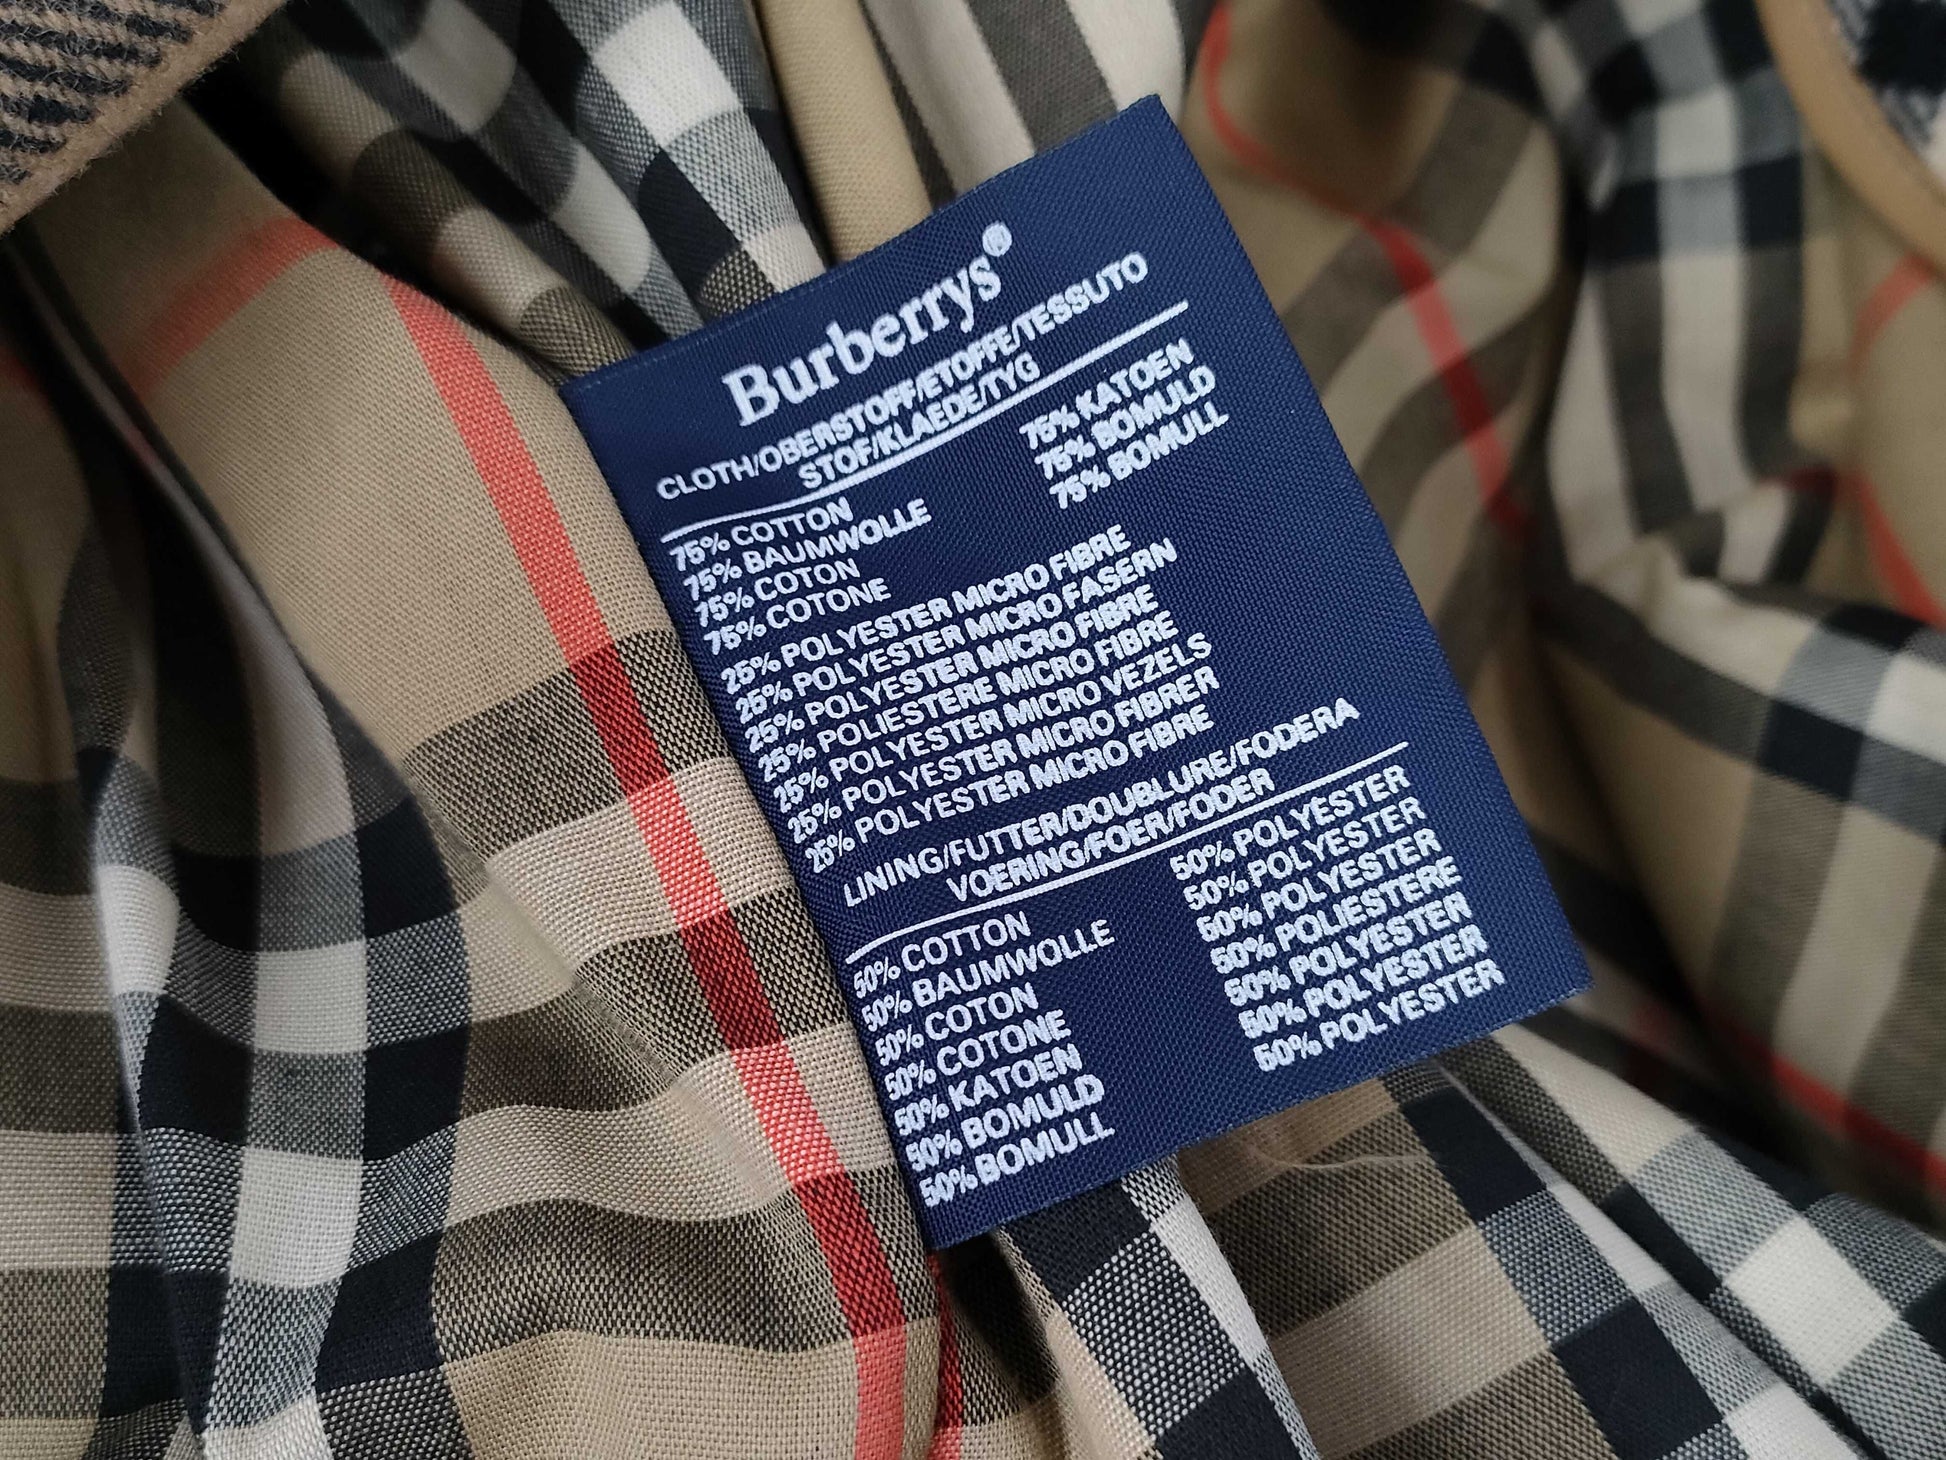 Burberrys®
CLOTH/OBERSTOFF/ETOFFE/TESSUTO
STOF/KLAEDE/TYG
75% COTTON
75% BAUMWOLLE
75% COTON
75% COTONE
75% KATOEN
75% BOMULD
75% BOMULL
25% POLYESTER MICRO FIBRE
25% POLYESTER MICRO FASERN
25% POLYESTER MICRO FIBRE
25% POLIESTERE MICRO FIBRE
25% POLYESTER MICRO VEZELS
25% POLYESTER MICRO FIBRER
25% POLYESTER MICRO FIBRE
LINING/FUTTER/DOUBLURE/FODERA
VOERING/FOER/FODER
50% COTTON
50% BAUMWOLLE
50% COTON
50% COTONE
50% KATOEN
50% BOMULD
50% BOMULL
50% POLYESTER
50% POLYESTER
50% POLYESTER
50% POLIESTERE
50% POLYESTER
50% POLYESTER
50% POLYESTER